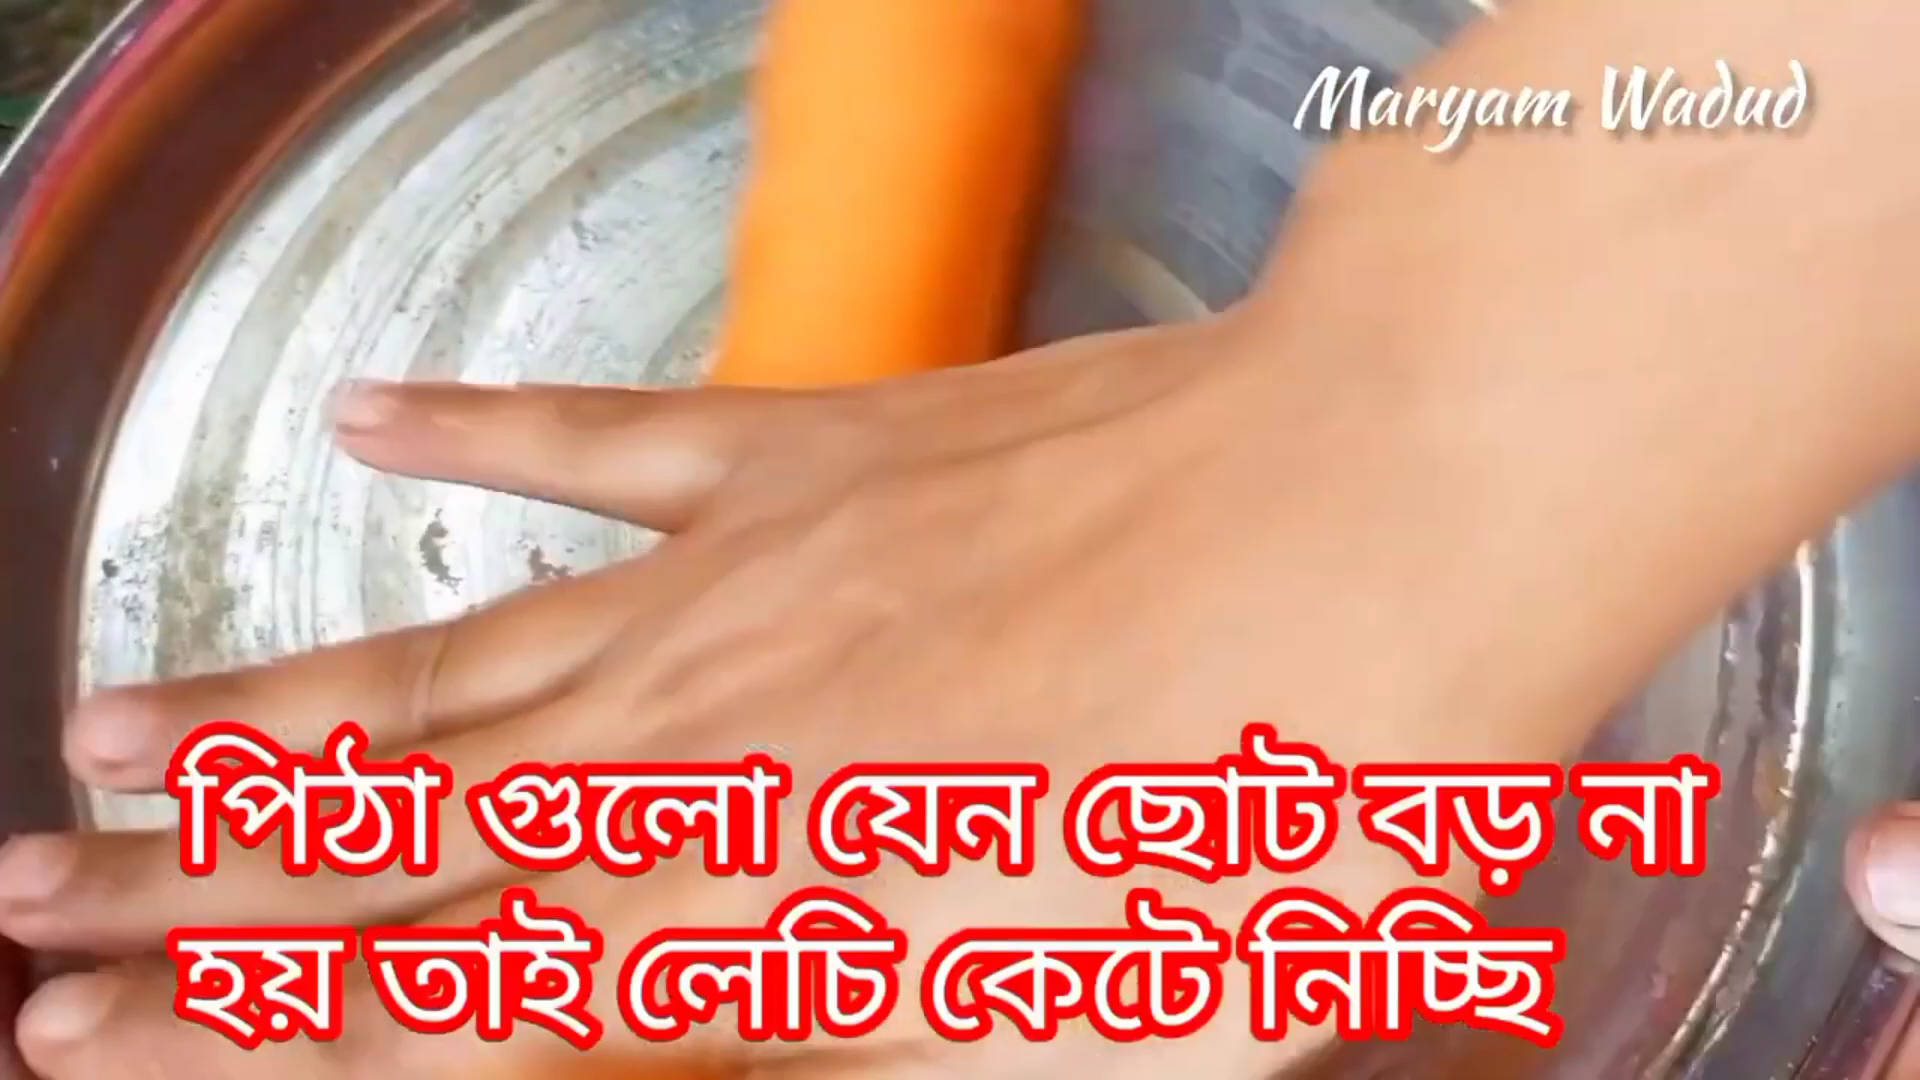 Maryam Wadud
পিঠা গুলো যেন ছোট বড় না
হয় তাই লেচি কেটে নিচ্ছি